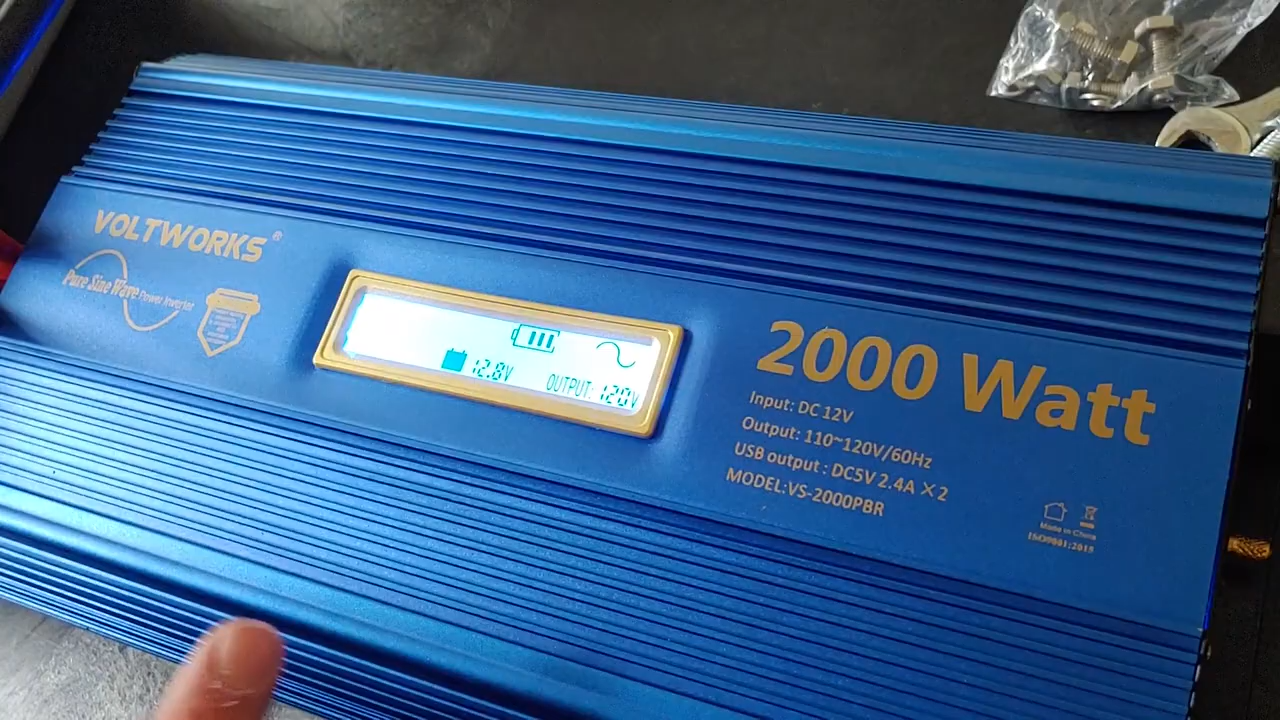 VOLTWORKS®
Pure Sine Wave Power Inverter
12.8V
OUTPUT: 120V
2000 Watt
Input: DC 12V
Output: 110~120V/60Hz
USB output : DC5V 2.4A ×2
MODEL:VS-2000PBR
Made in China
ISO9001:2015